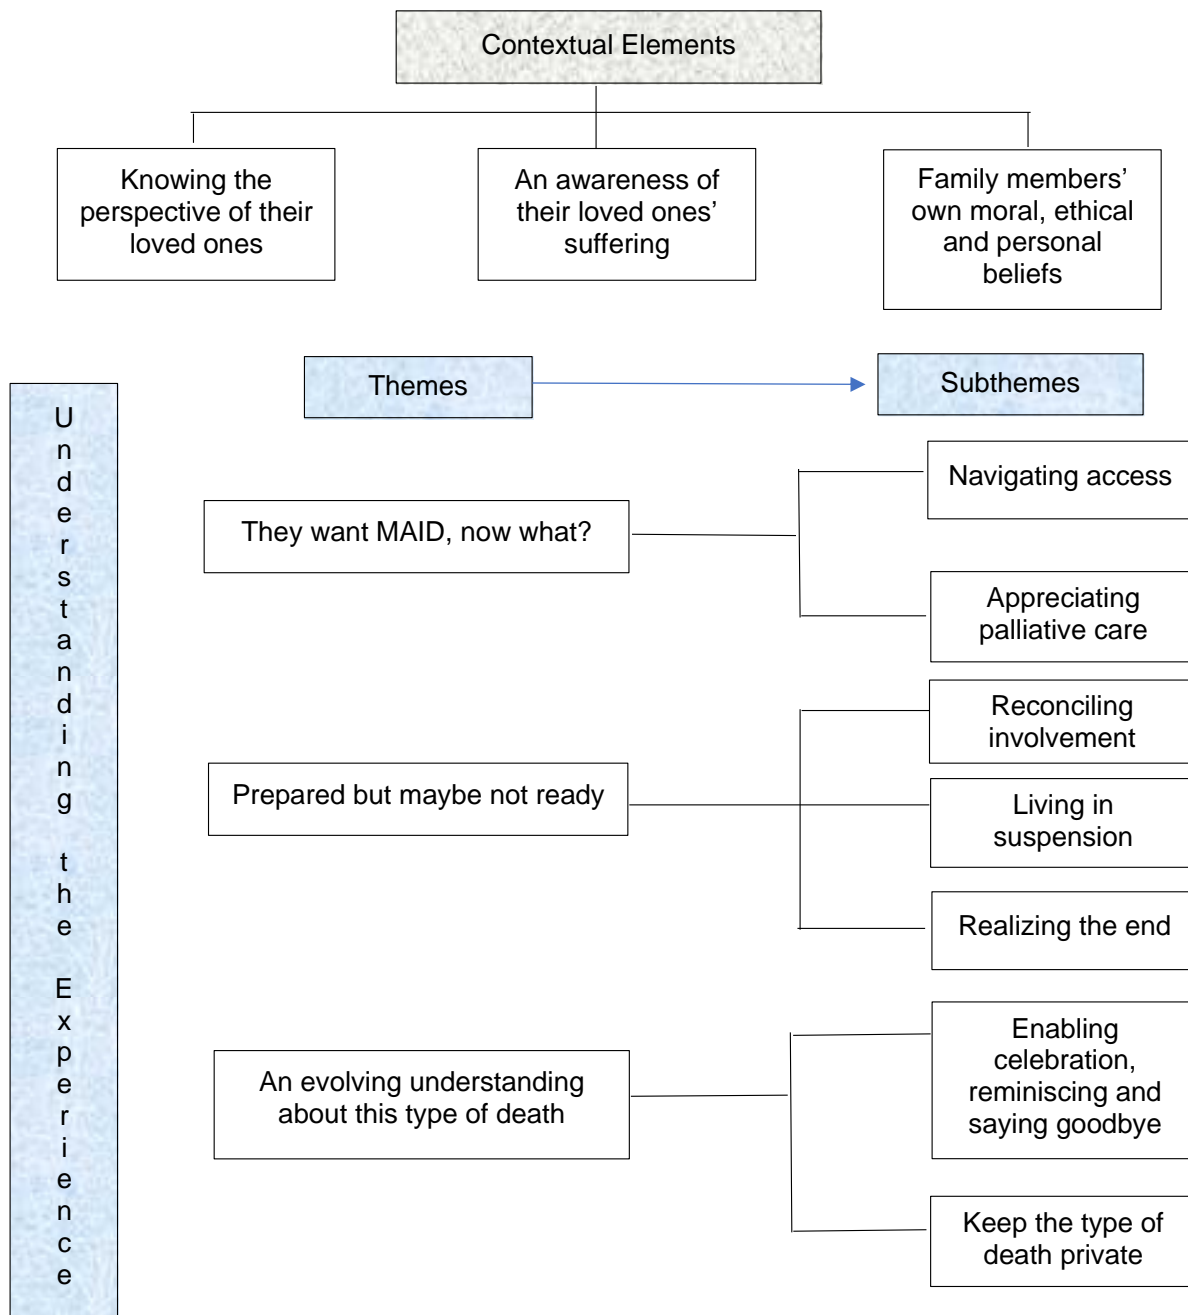 Contextual Elements
Knowing the
perspective of their
loved ones
An awareness of
their loved ones’
suffering
Family members’
own moral, ethical
and personal
beliefs
Themes
Subthemes
Understanding the Experience
They want MAID, now what?
Navigating access
Appreciating
palliative care
Prepared but maybe not ready
Reconciling
involvement
Living in
suspension
Realizing the end
An evolving understanding
about this type of death
Enabling
celebration,
reminiscing and
saying goodbye
Keep the type of
death private